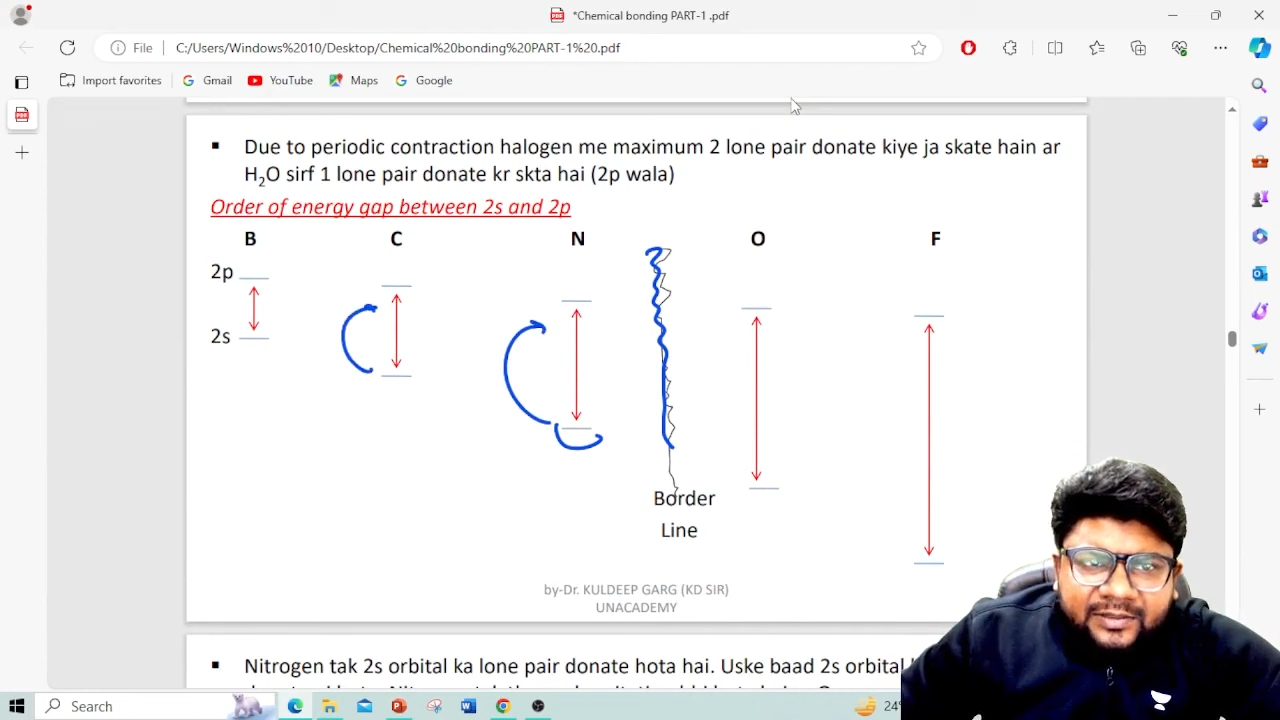 *Chemical bonding PART-1 .pdf
File
C:/Users/Windows%2010/Desktop/Chemical%20bonding%20PART-1%20.pdf
Import favorites
Gmail
YouTube
Maps
Google
▪ Due to periodic contraction halogen me maximum 2 lone pair donate kiye ja skate hain ar
H₂O sirf 1 lone pair donate kr skta hai (2p wala)
Order of energy gap between 2s and 2p
B C N O F
2p
2s
Border
Line
by-Dr. KULDEEP GARG (KD SIR)
UNACADEMY
▪ Nitrogen tak 2s orbital ka lone pair donate hota hai. Uske baad 2s orbital
Search
24°